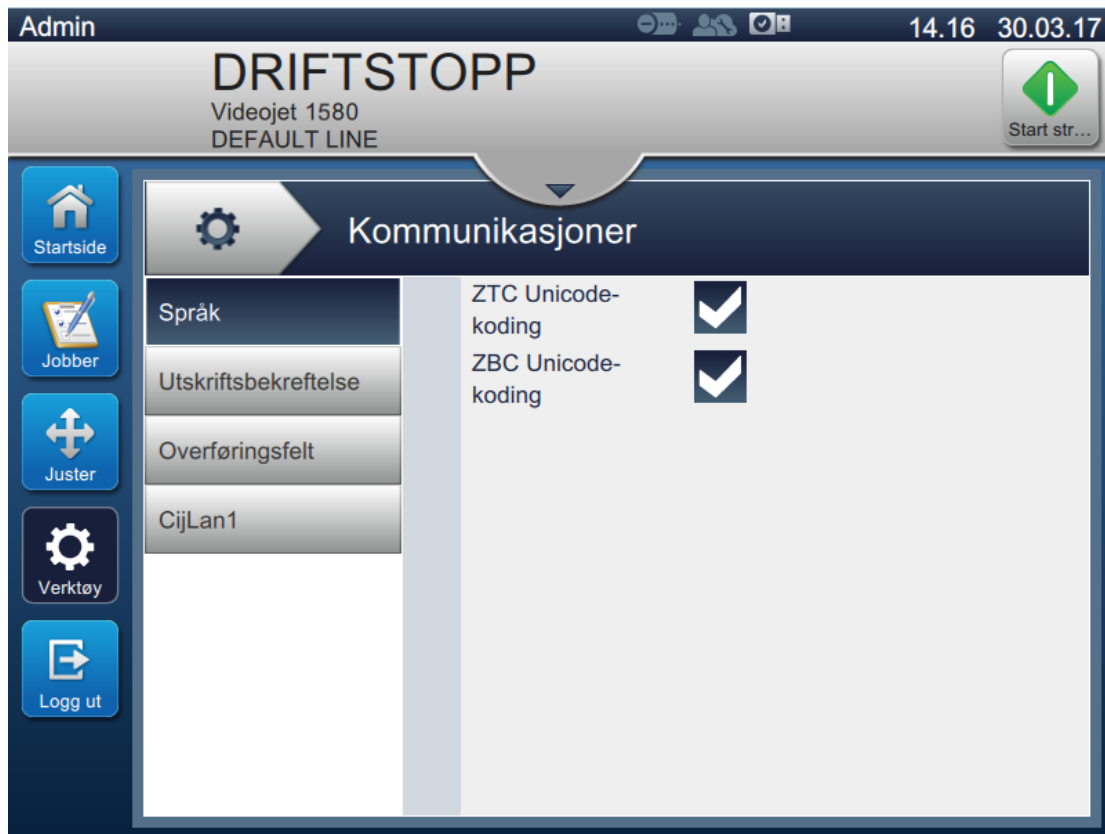 Admin
14.16 30.03.17
DRIFTSTOPP
Videojet 1580
DEFAULT LINE
Start str...
Startside
Jobber
Juster
Verktøy
Logg ut
Kommunikasjoner
Språk
Utskriftsbekreftelse
Overføringsfelt
CijLan1
ZTC Unicode-
koding
ZBC Unicode-
koding